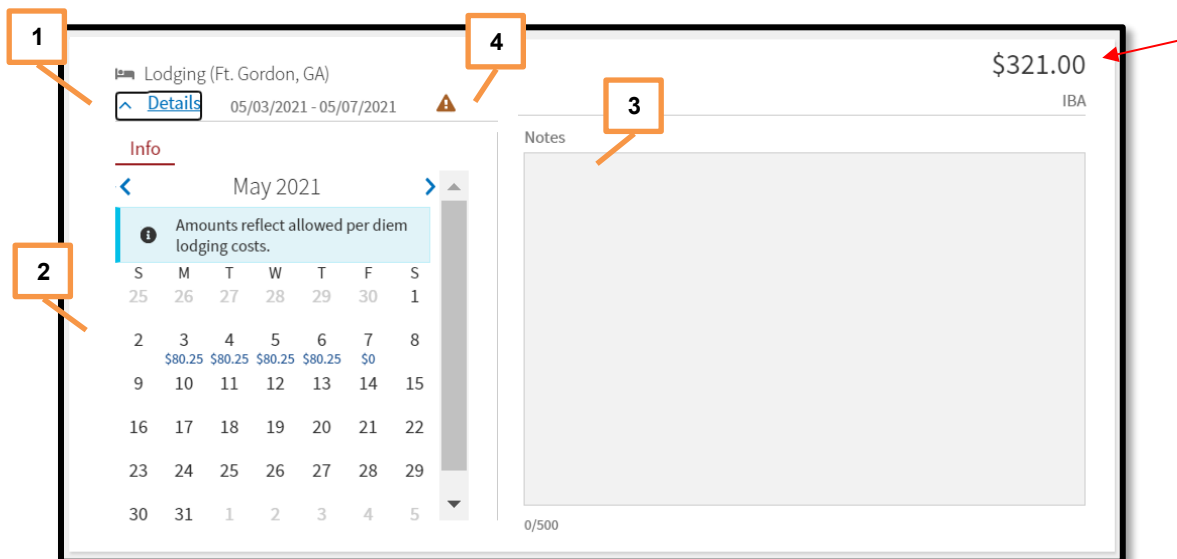 1
4
$321.00
Lodging (Ft. Gordon, GA)
Details 05/03/2021 - 05/07/2021
IBA
3
Notes
Info
May 2021
Amounts reflect allowed per diem
lodging costs.
2
S M T W T F S
25 26 27 28 29 30 1
2 3 4 5 6 7 8
$80.25 $80.25 $80.25 $80.25 $0
9 10 11 12 13 14 15
16 17 18 19 20 21 22
23 24 25 26 27 28 29
30 31 1 2 3 4 5
0/500